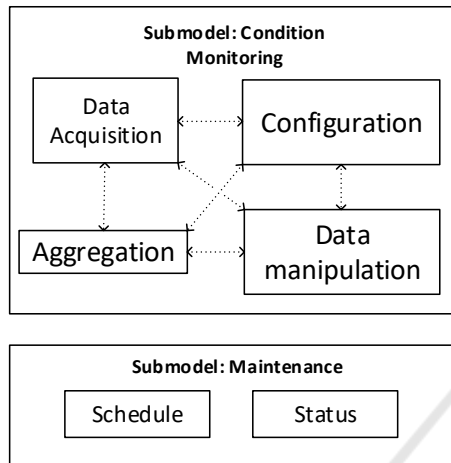 Submodel: Condition
Monitoring
Data
Acquisition
Configuration
Aggregation
Data
manipulation
Submodel: Maintenance
Schedule
Status